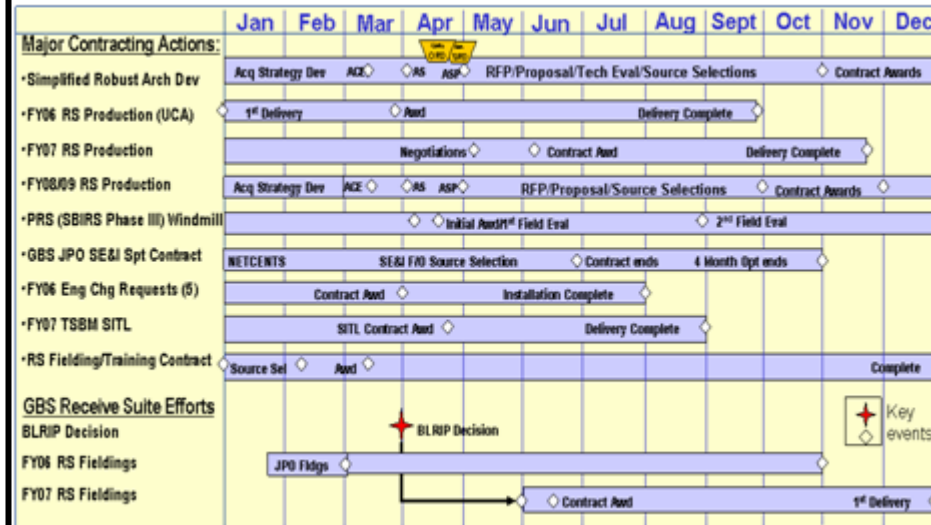 Jan Feb Mar Apr May Jun Jul Aug Sept Oct Nov Dec
Major Contracting Actions:
•Simplified Robust Arch Dev Acq Strategy Dev ACE AS ASP RFP/Proposal/Tech Eval/Source Selections Contract Awards
•FY06 RS Production (UCA) 1st Delivery Awd Delivery Complete
•FY07 RS Production Negotiations Contract Awd Delivery Complete
•FY08/09 RS Production Acq Strategy Dev ACE AS ASP RFP/Proposal/Source Selections Contract Awards
•PRS (SBIRS Phase III) Windmill Initial Awd/1st Field Eval 2nd Field Eval
•GBS JPO SE&I Spt Contract NETCENTS SE&I F/O Source Selection Contract ends 4 Month Opt ends
•FY06 Eng Chg Requests (5) Contract Awd Installation Complete
•FY07 TSBM SITL SITL Contract Awd Delivery Complete
•RS Fielding/Training Contract Source Sel Awd Complete
GBS Receive Suite Efforts
BLRIP Decision BLRIP Decision
Key
events
FY06 RS Fieldings JPO Fldgs
FY07 RS Fieldings Contract Awd 1st Delivery